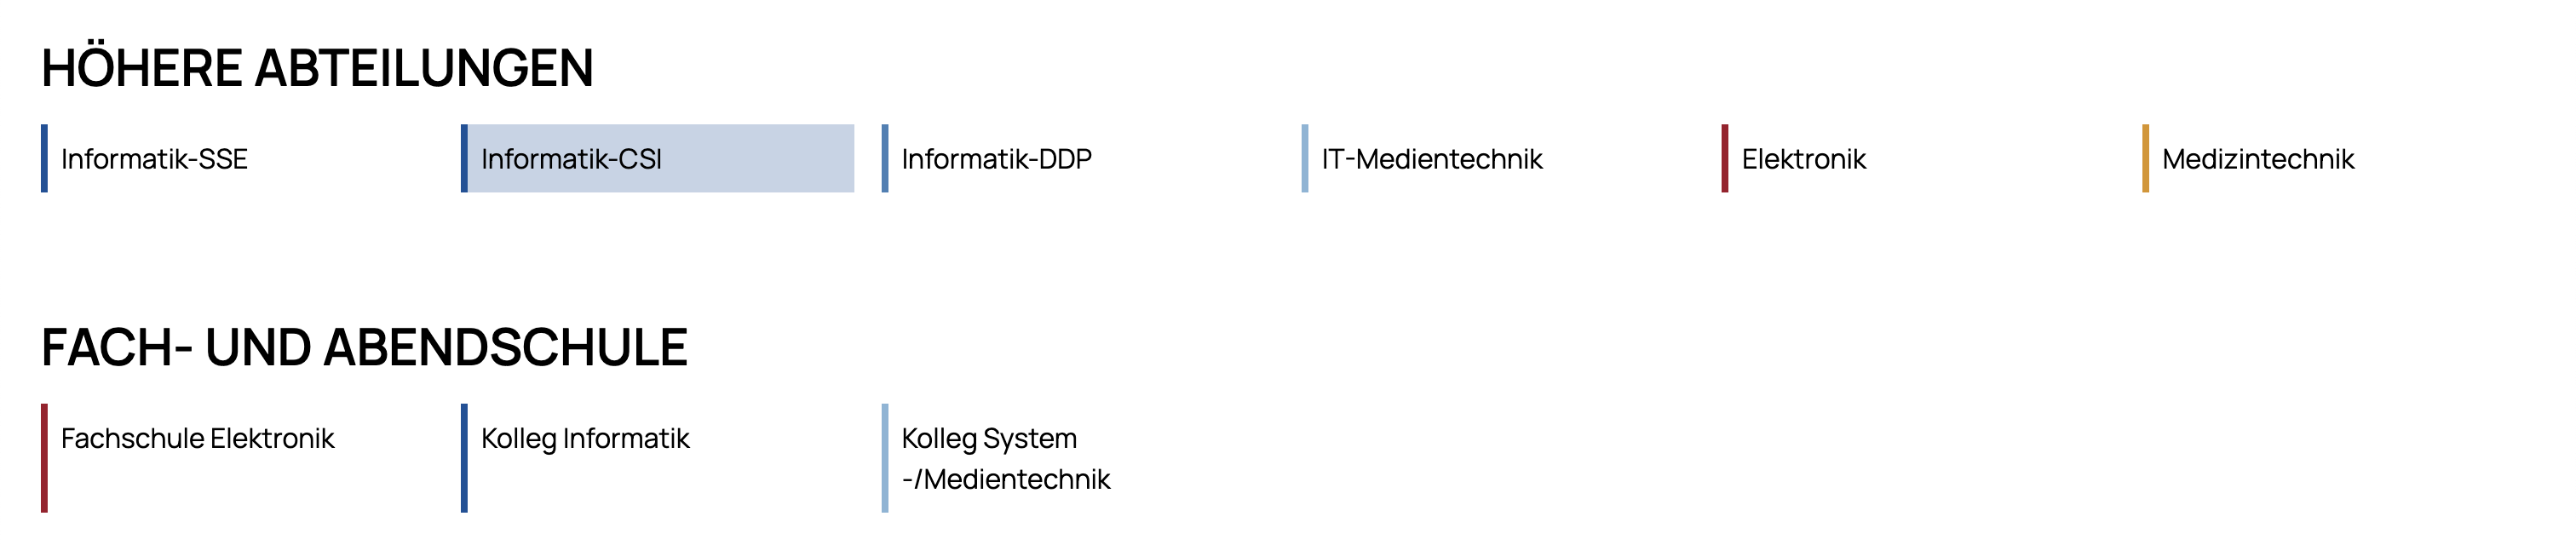 HÖHERE ABTEILUNGEN
Informatik-SSE
Informatik-CSI
Informatik-DDP
IT-Medientechnik
Elektronik
Medizintechnik
FACH- UND ABENDSCHULE
Fachschule Elektronik
Kolleg Informatik
Kolleg System
-/Medientechnik